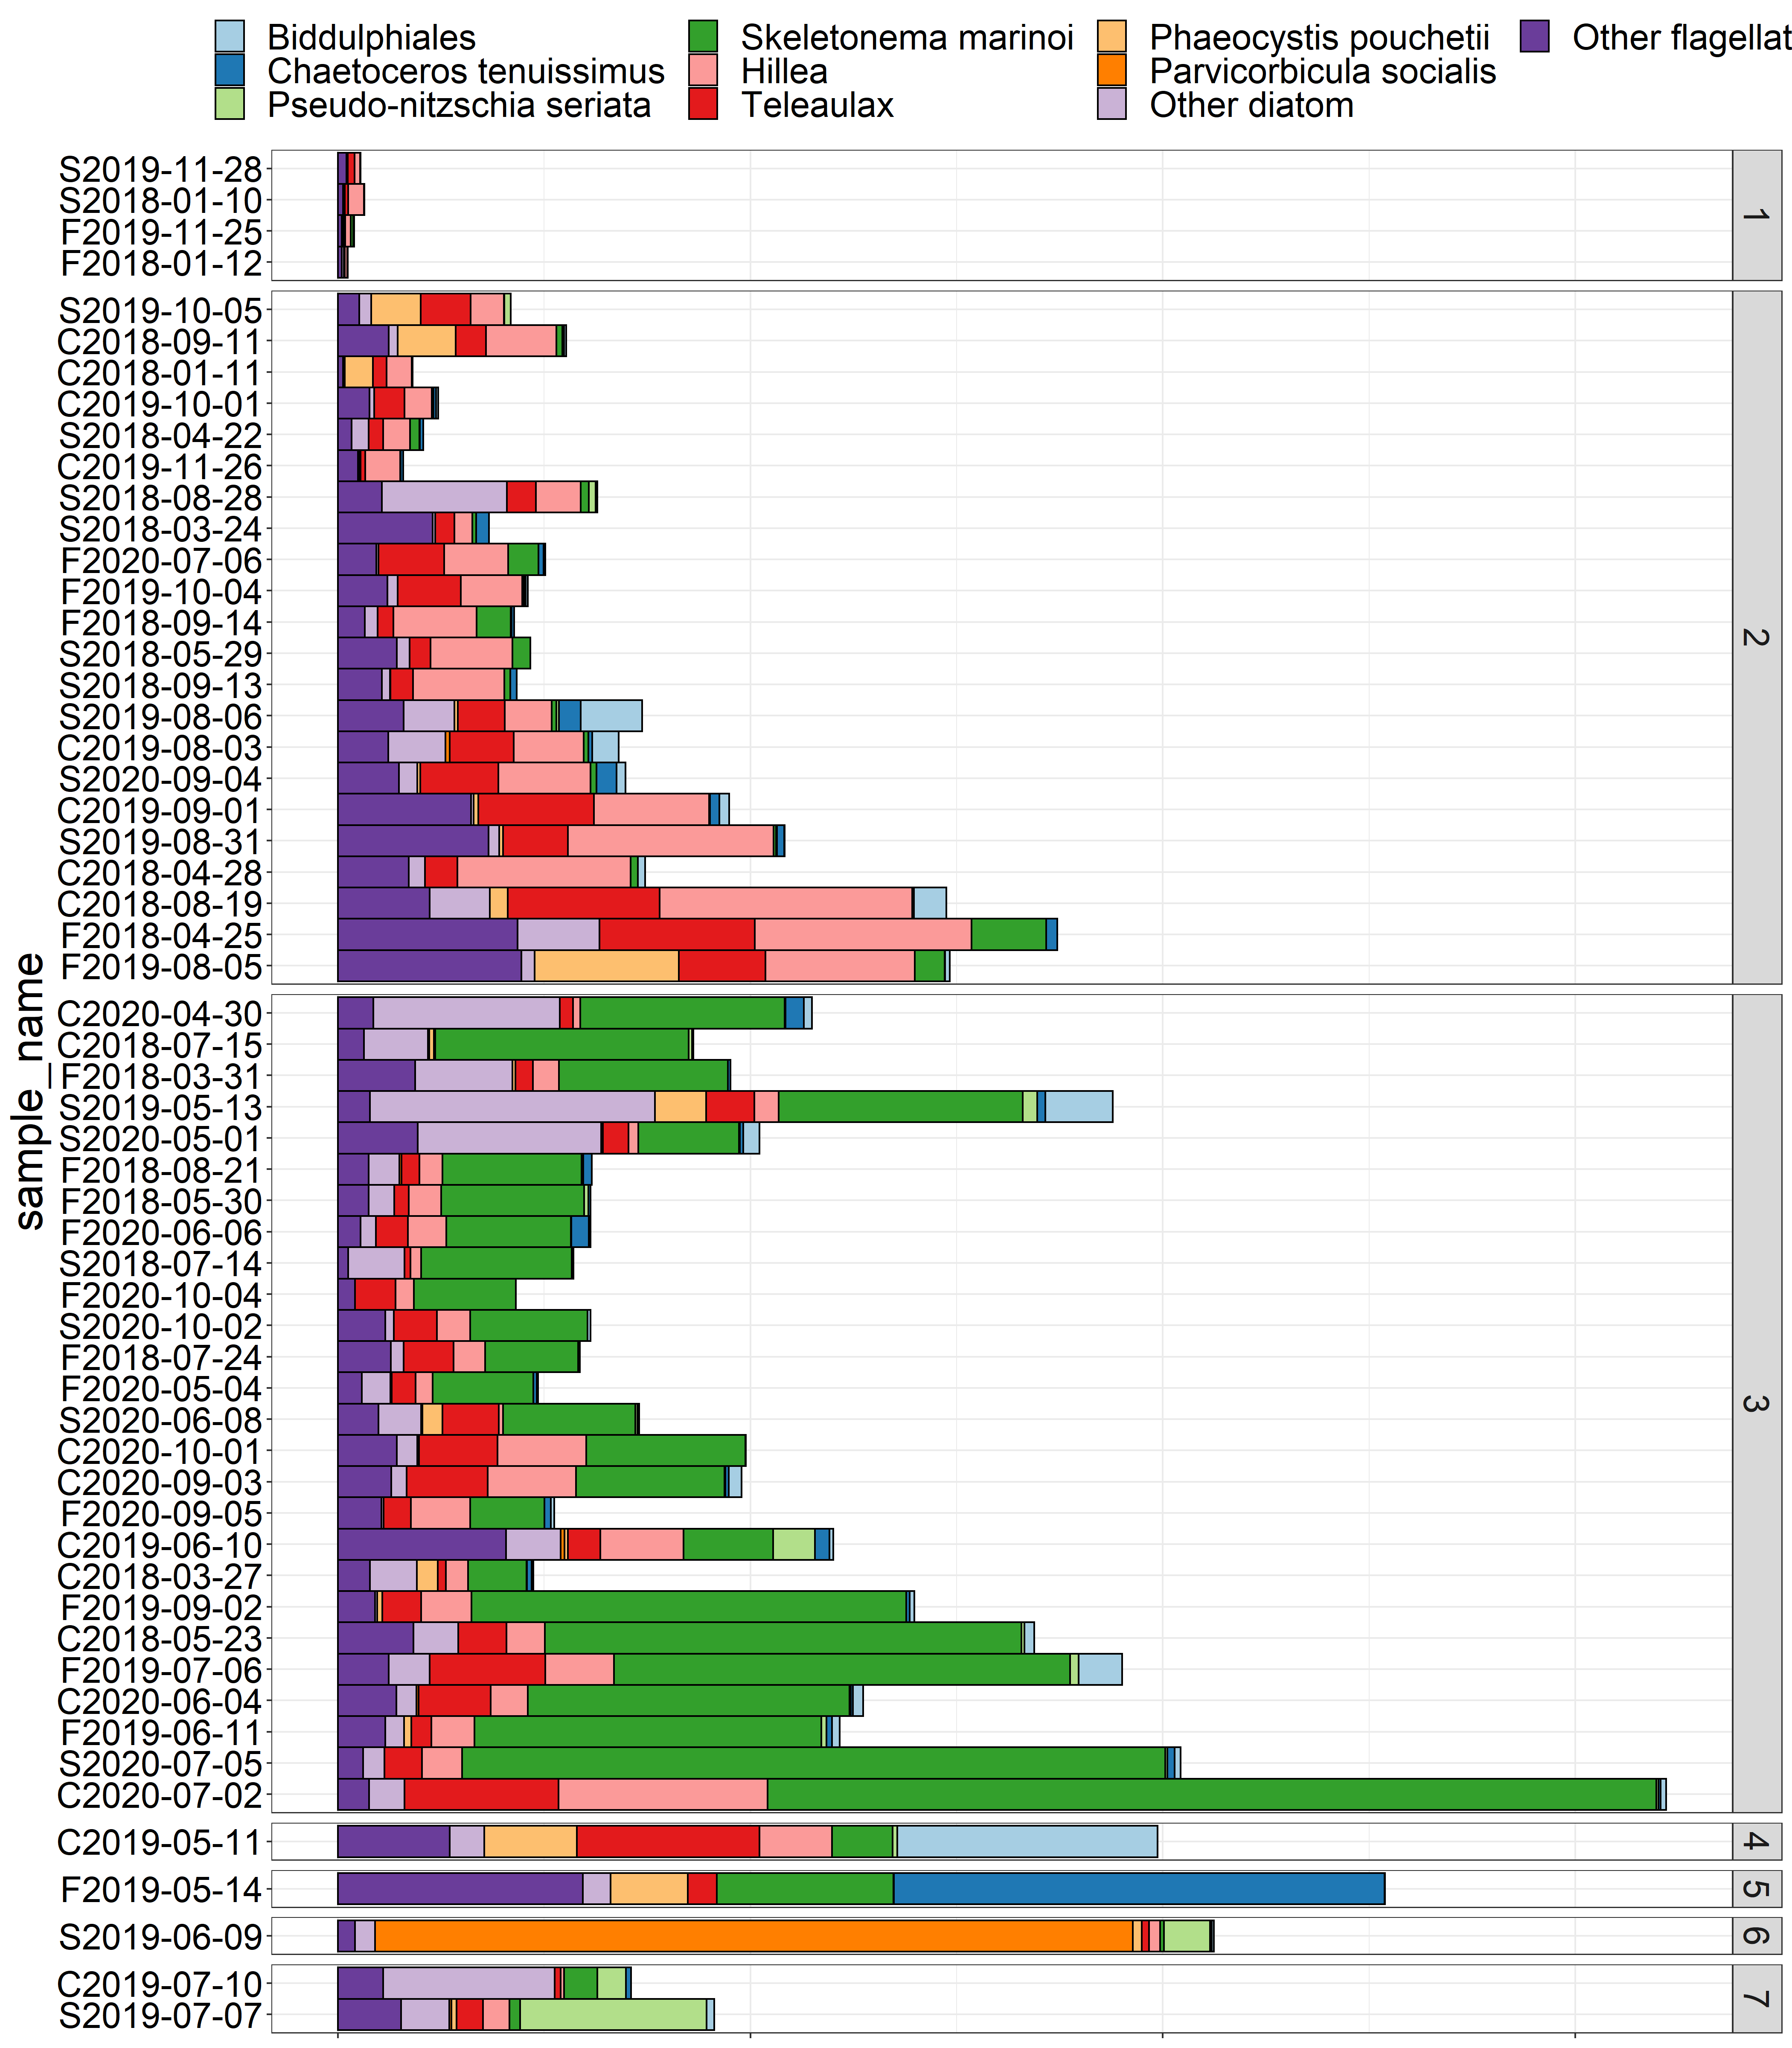 Biddulphiales Skeletonema marinoi Phaeocystis pouchetii Other flagellat
Chaetoceros tenuissimus Hillea Parvicorbicula socialis
Pseudo-nitzschia seriata Teleaulax Other diatom
sample_name
S2019-11-28
S2018-01-10
F2019-11-25
F2018-01-12
1
S2019-10-05
C2018-09-11
C2018-01-11
C2019-10-01
S2018-04-22
C2019-11-26
S2018-08-28
S2018-03-24
F2020-07-06
F2019-10-04
F2018-09-14
S2018-05-29
S2018-09-13
S2019-08-06
C2019-08-03
S2020-09-04
C2019-09-01
S2019-08-31
C2018-04-28
C2018-08-19
F2018-04-25
F2019-08-05
2
C2020-04-30
C2018-07-15
F2018-03-31
S2019-05-13
S2020-05-01
F2018-08-21
F2018-05-30
F2020-06-06
S2018-07-14
F2020-10-04
S2020-10-02
F2018-07-24
F2020-05-04
S2020-06-08
C2020-10-01
C2020-09-03
F2020-09-05
C2019-06-10
C2018-03-27
F2019-09-02
C2018-05-23
F2019-07-06
C2020-06-04
F2019-06-11
S2020-07-05
C2020-07-02
3
C2019-05-11
4
F2019-05-14
5
S2019-06-09
6
C2019-07-10
S2019-07-07
7